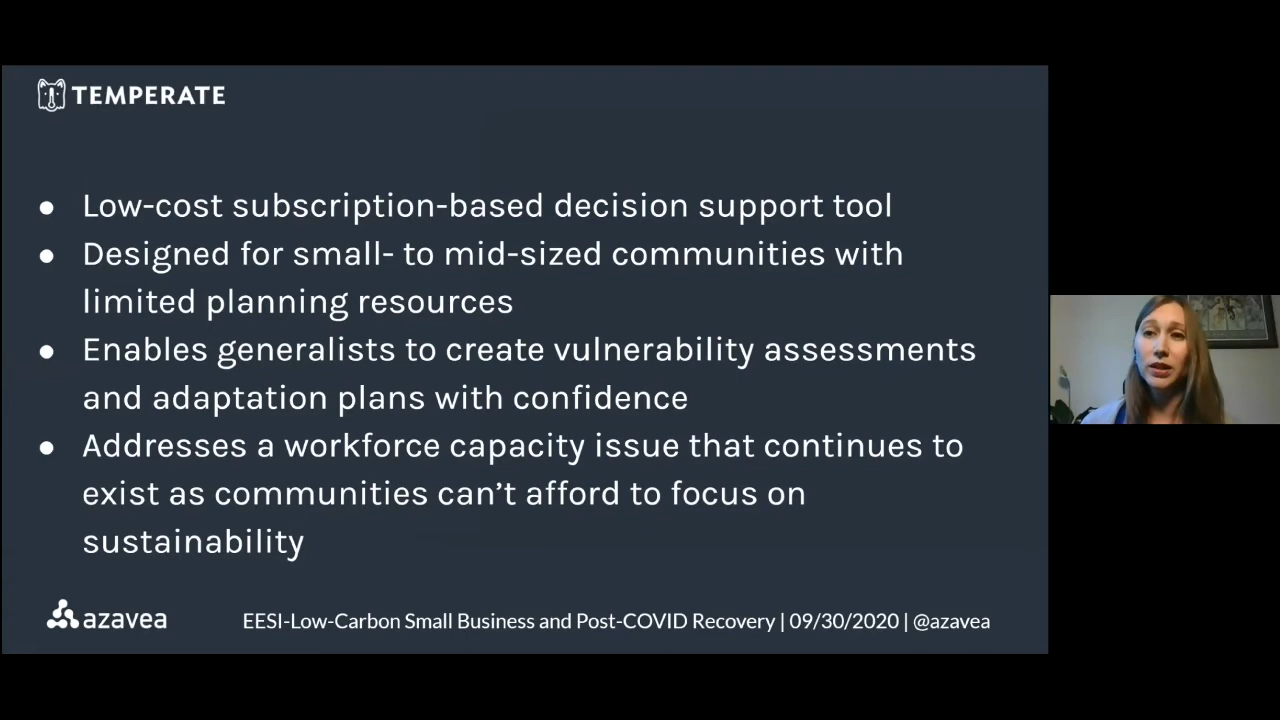 TEMPERATE
● Low-cost subscription-based decision support tool
● Designed for small- to mid-sized communities with
limited planning resources
● Enables generalists to create vulnerability assessments
and adaptation plans with confidence
● Addresses a workforce capacity issue that continues to
exist as communities can’t afford to focus on
sustainability
azavea
EESI-Low-Carbon Small Business and Post-COVID Recovery | 09/30/2020 | @azavea